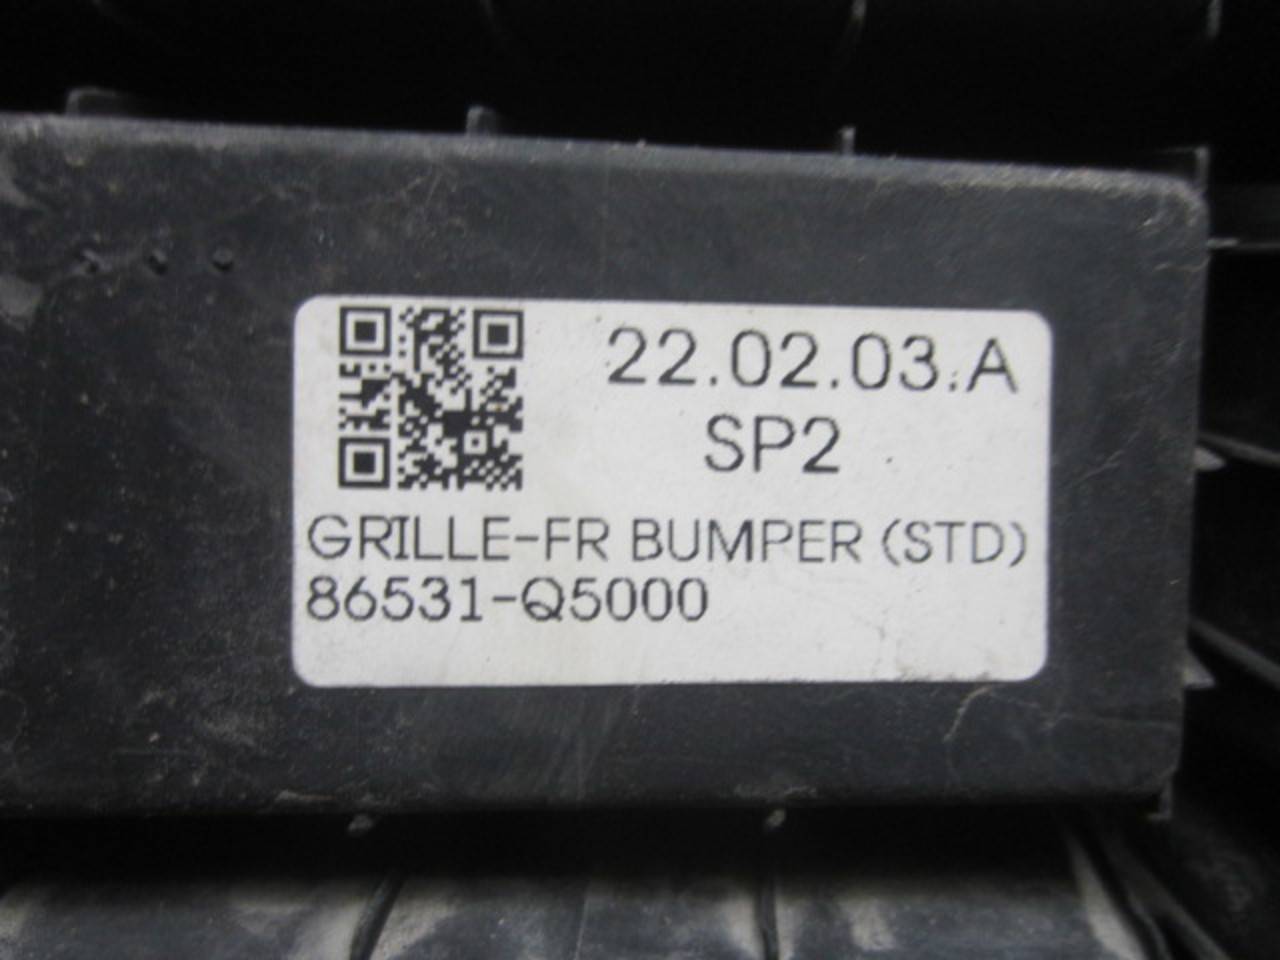 22.02.03.A
SP2
GRILLE-FR BUMPER (STD)
86531-Q5000